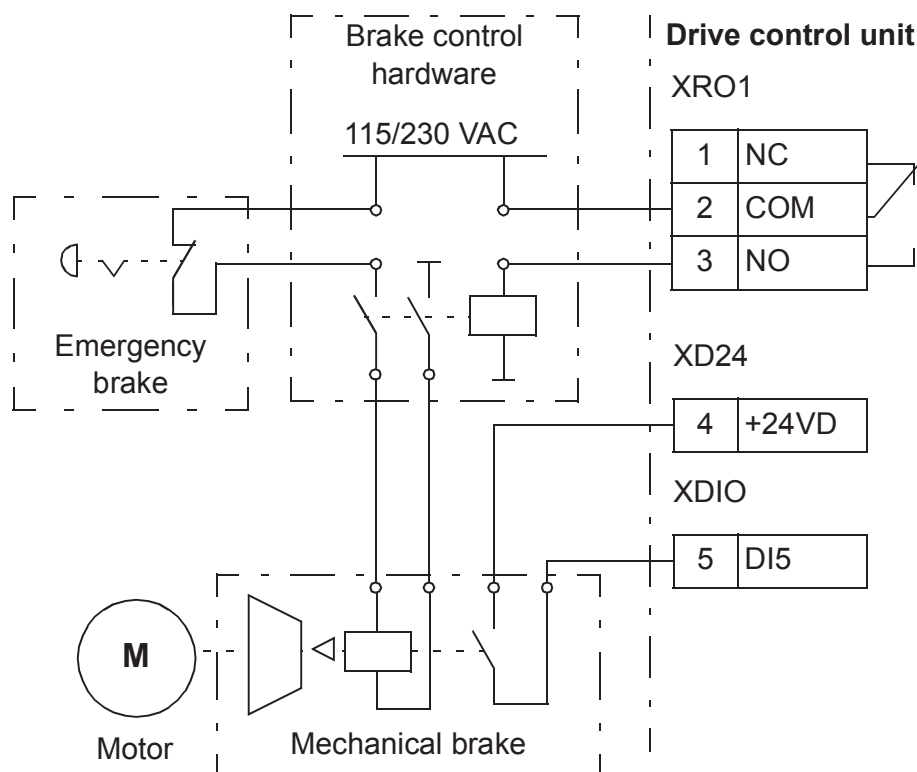 Brake control
hardware
115/230 VAC
Drive control unit
XRO1
1 NC
2 COM
3 NO
Emergency
brake
XD24
4 +24VD
XDIO
5 DI5
M
Motor
Mechanical brake